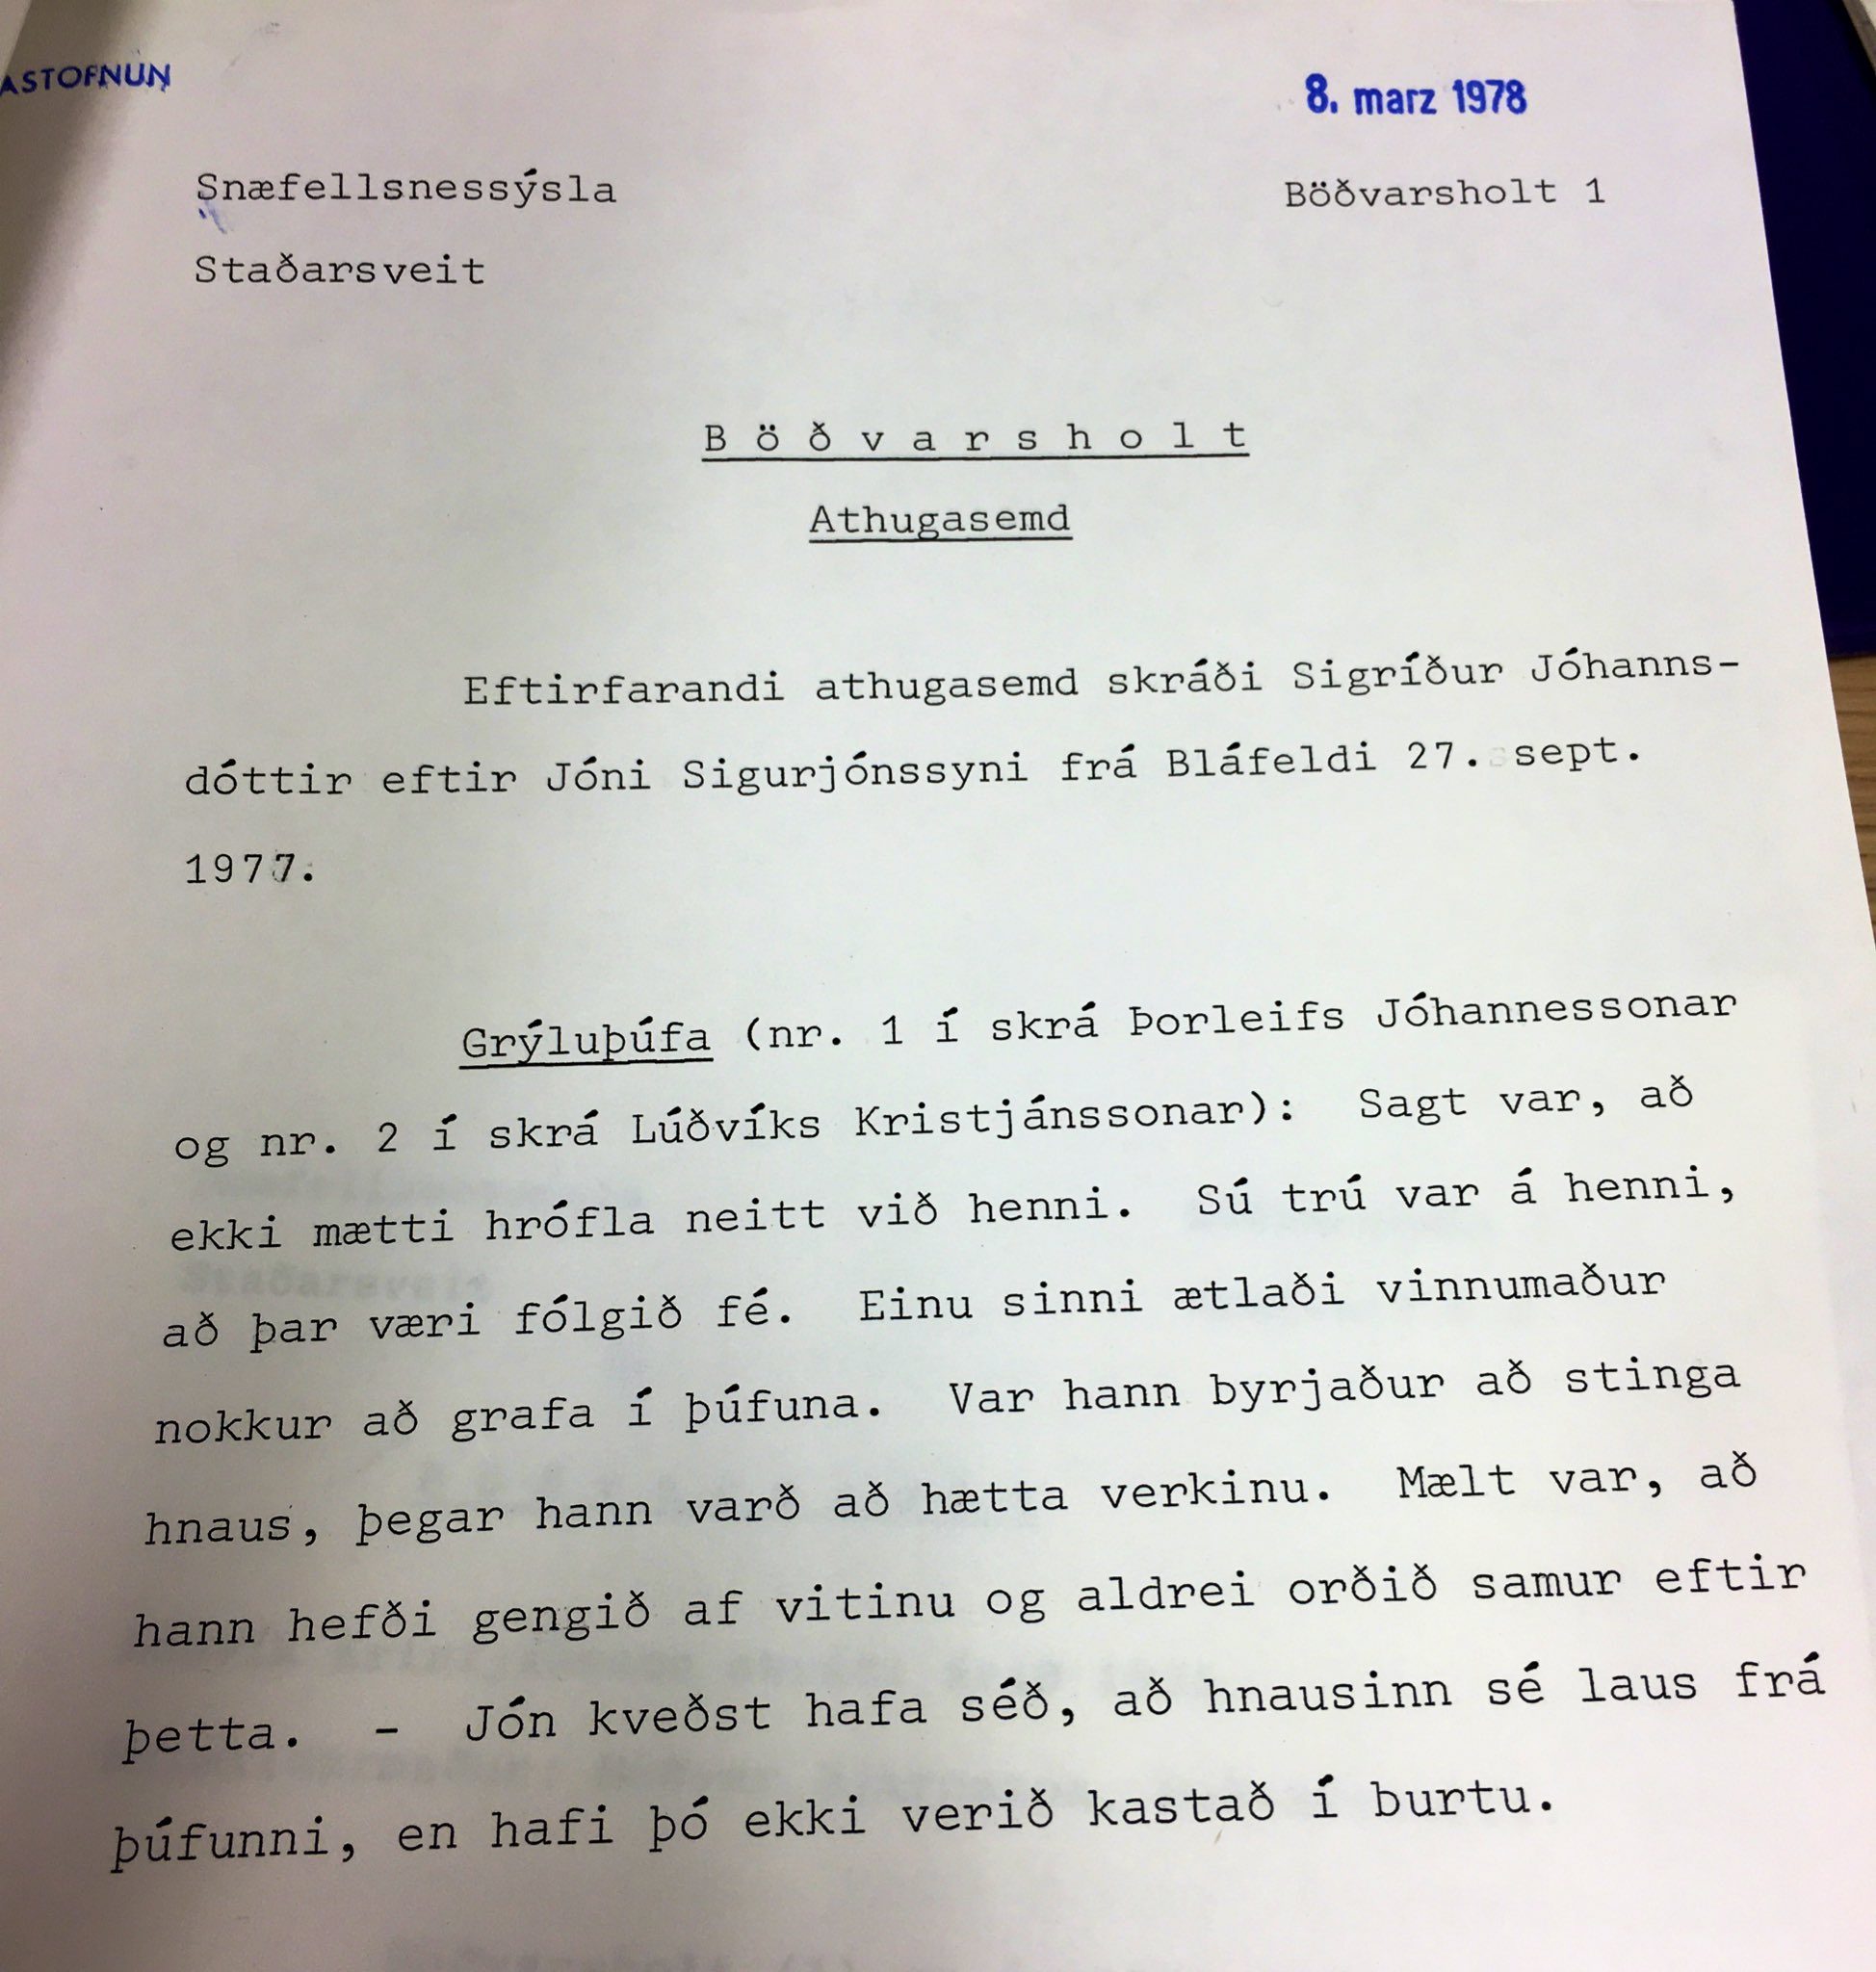 ASTOFNUN
8. marz 1978
Snæfellsnessýsla
Böðvarsholt 1
Staðarsveit
Böðvarsholt
Athugasemd
Eftirfarandi athugasemd skráði Sigríður Jóhanns-
dóttir eftir Jóni Sigurjónssyni frá Bláfeldi 27. sept.
1977.
Grýluþúfa (nr. 1 í skrá Þorleifs Jóhannessonar
og nr. 2 í skrá Lúðvíks Kristjánssonar): Sagt var, að
ekki mætti hrófla neitt við henni. Sú trú var á henni,
að þar væri fólgið fé. Einu sinni ætlaði vinnumaður
nokkur að grafa í þúfuna. Var hann byrjaður að stinga
hnaus, þegar hann varð að hætta verkinu. Mælt var, að
hann hefði gengið af vitinu og aldrei orðið samur eftir
þetta. - Jón kveðst hafa séð, að hnausinn sé laus frá
þúfunni, en hafi þó ekki verið kastað í burtu.